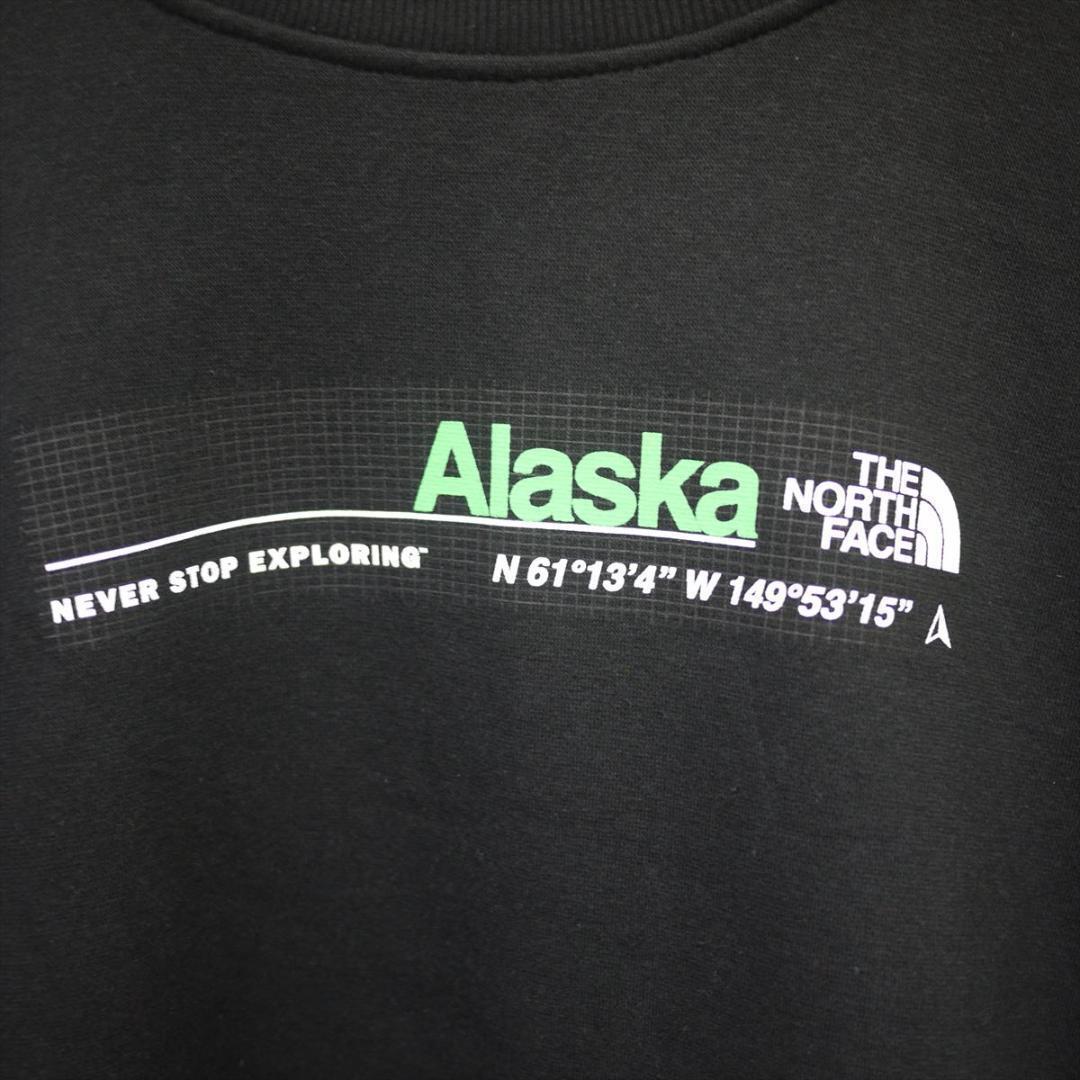 Alaska
THE
NORTH
FACE
NEVER STOP EXPLORING™
N 61°13'4” W 149°53'15”